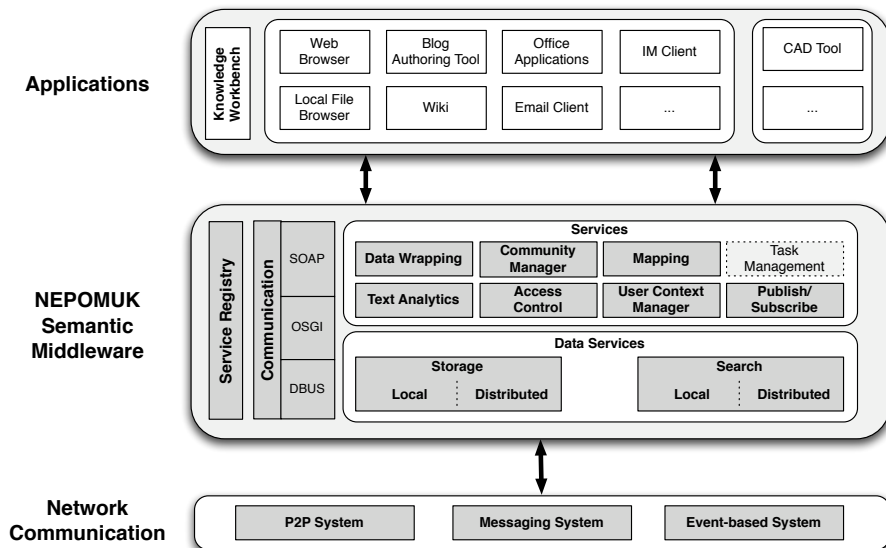 Applications
Knowledge
Workbench
Web
Browser
Blog
Authoring Tool
Office
Applications
IM Client
CAD Tool
Local File
Browser
Wiki
Email Client
...
...
NEPOMUK
Semantic
Middleware
Service Registry
Communication
SOAP
OSGI
DBUS
Services
Data Wrapping
Community
Manager
Mapping
Task
Management
Text Analytics
Access
Control
User Context
Manager
Publish/
Subscribe
Data Services
Storage
Local
Distributed
Search
Local
Distributed
Network
Communication
P2P System
Messaging System
Event-based System